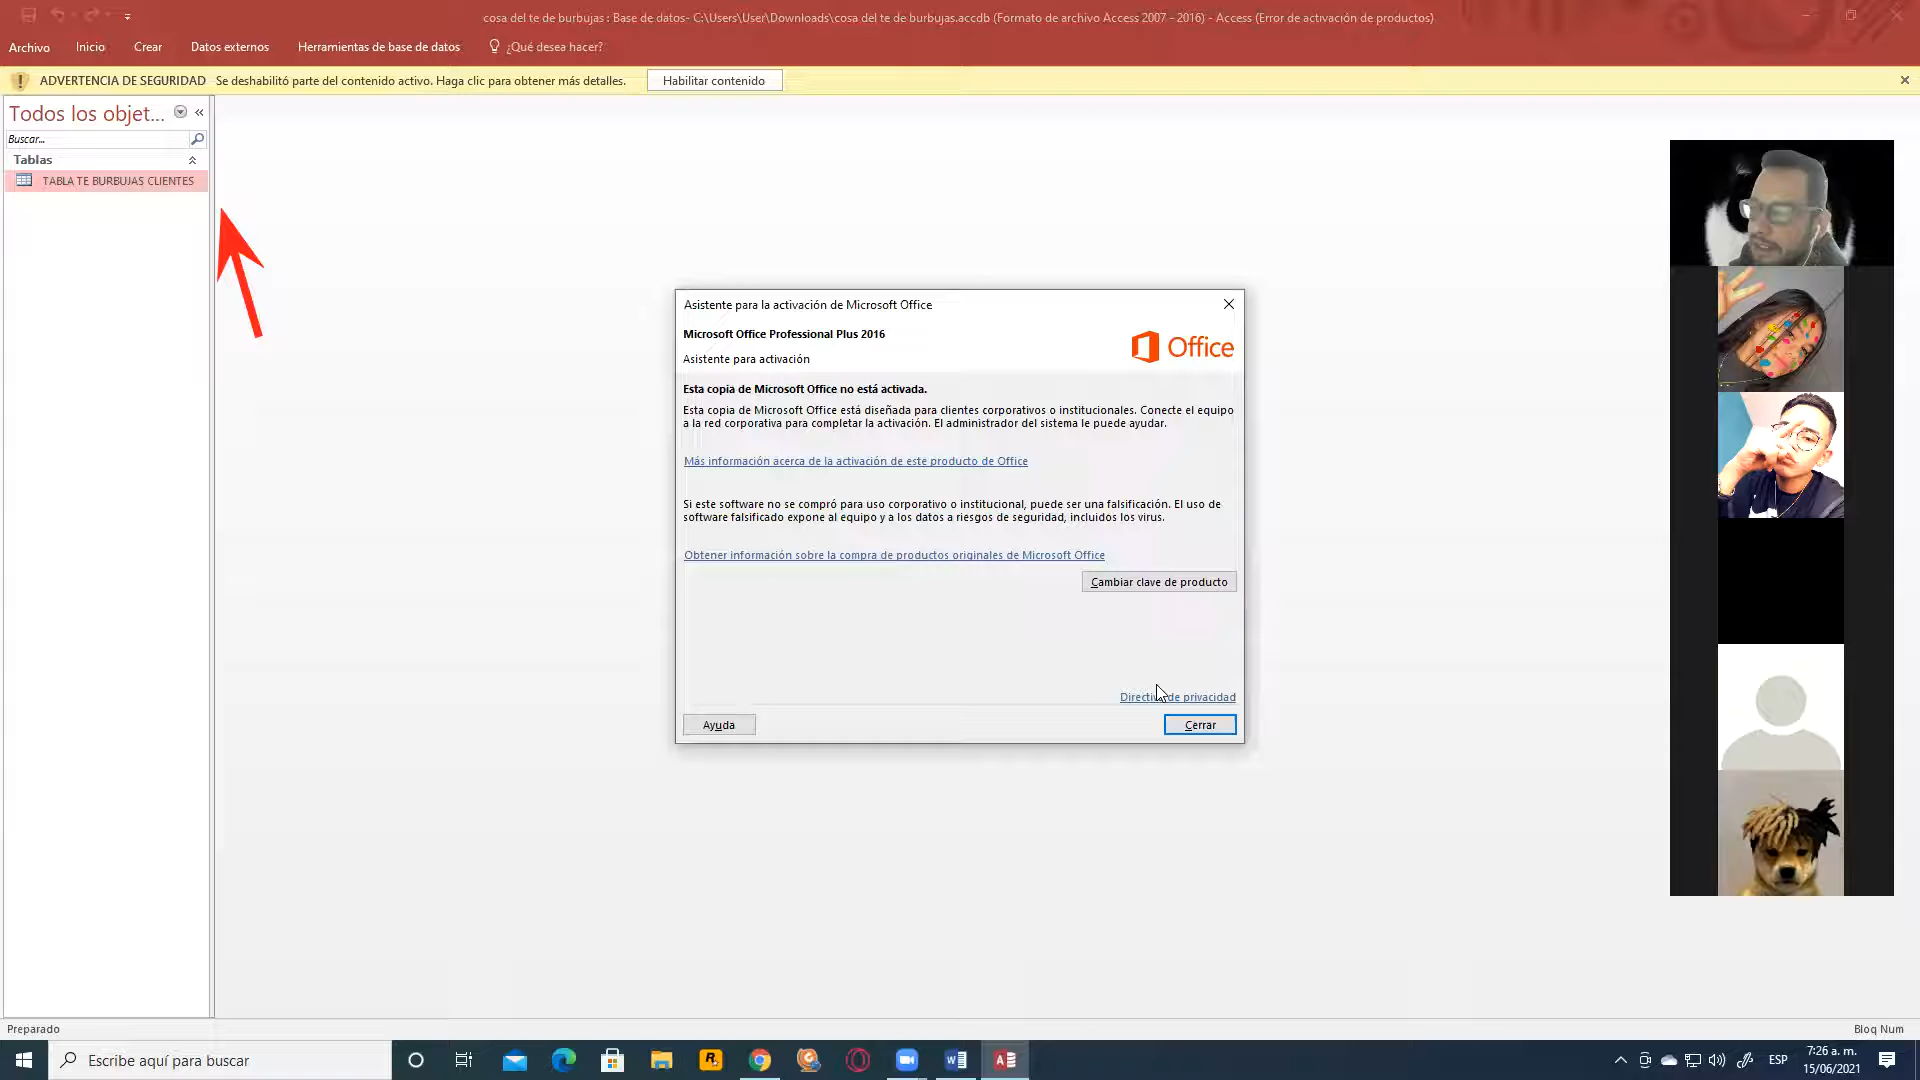 cosa del te de burbujas : Base de datos- C:\Users\User\Downloads\cosa del te de burbujas.accdb (Formato de archivo Access 2007 - 2016) - Access (Error de activación de productos)
Archivo Inicio Crear Datos externos Herramientas de base de datos ¿Qué desea hacer?
ADVERTENCIA DE SEGURIDAD Se deshabilitó parte del contenido activo. Haga clic para obtener más detalles. Habilitar contenido
Todos los objet...
Buscar...
Tablas
TABLA TE BURBUJAS CLIENTES
Asistente para la activación de Microsoft Office
Microsoft Office Professional Plus 2016
Office
Asistente para activación
Esta copia de Microsoft Office no está activada.
Esta copia de Microsoft Office está diseñada para clientes corporativos o institucionales. Conecte el equipo
a la red corporativa para completar la activación. El administrador del sistema le puede ayudar.
Más información acerca de la activación de este producto de Office
Si este software no se compró para uso corporativo o institucional, puede ser una falsificación. El uso de
software falsificado expone al equipo y a los datos a riesgos de seguridad, incluidos los virus.
Obtener información sobre la compra de productos originales de Microsoft Office
Cambiar clave de producto
Directiva de privacidad
Ayuda Cerrar
Preparado Bloq Num
Escribe aquí para buscar
ESP
7:26 a. m.
15/06/2021